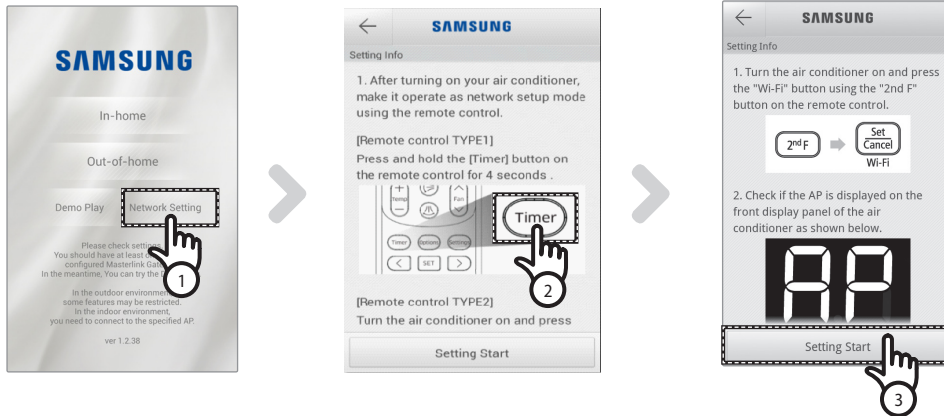 SAMSUNG
In-home
Out-of-home
Demo Play
Network Setting
Please check settings
You should have at least
configured Masterlink
In the meantime, You can try the
In the outdoor
some features may be restricted.
In the indoor environment,
you need to connect to the specified AP.
ver 1.2.38
1
SAMSUNG
Setting Info
1. After turning on your air conditioner,
make it operate as network setup mode
using the remote control.
[Remote control TYPE1]
Press and hold the [Timer] button on
the remote control for 4 seconds .
Temp
Fan
Timer
Options
Settings
SET
Timer
2
[Remote control TYPE2]
Turn the air conditioner on and press
Setting Start
SAMSUNG
Setting Info
1. Turn the air conditioner on and press
the "Wi-Fi" button using the "2nd F"
button on the remote control.
2nd F
Set
Cancel
Wi-Fi
2. Check if the AP is displayed on the
front display panel of the air
conditioner as shown below.
AP
Setting Start
3